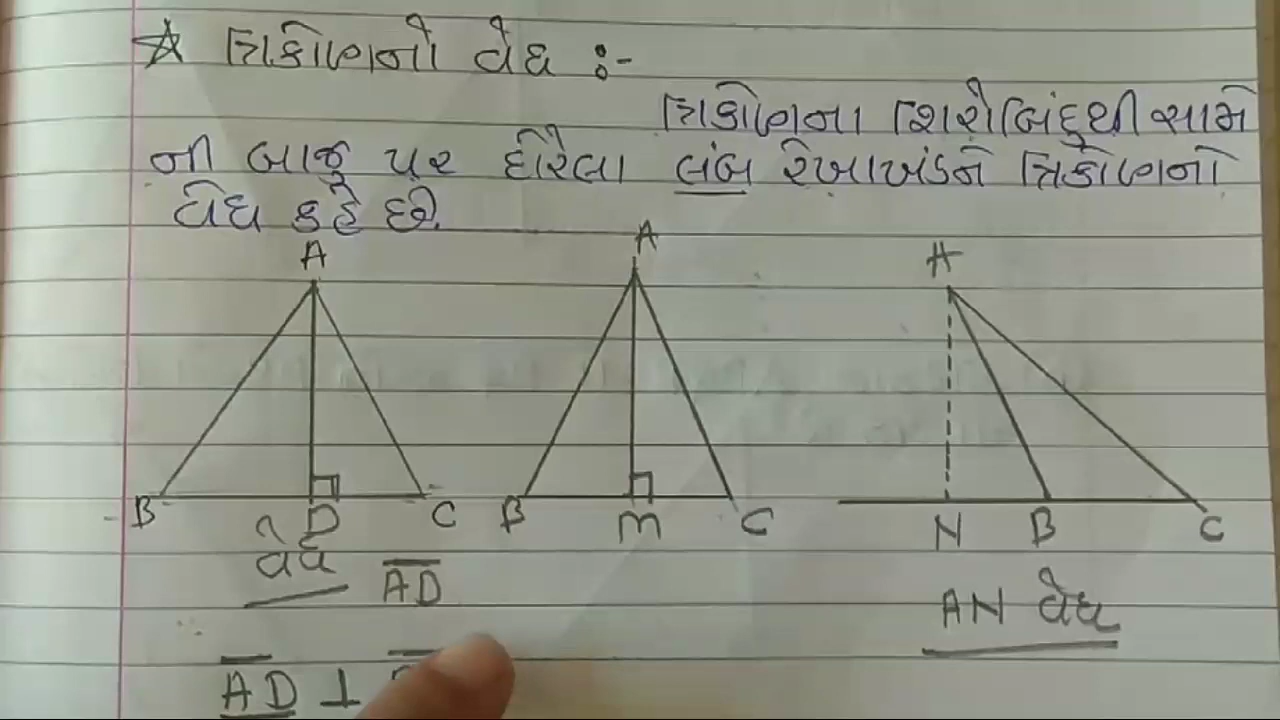 ☆ ત્રિકોણનો વેધ :-
ત્રિકોણના શિરોબિંદુથી સામે
ની બાજુ પર દોરેલા લંબ રેખાખંડને ત્રિકોણનો
વેધ કહે છે.
A A A
B D C B M C N B C
વેધ AD
AN વેધ
AD ⊥